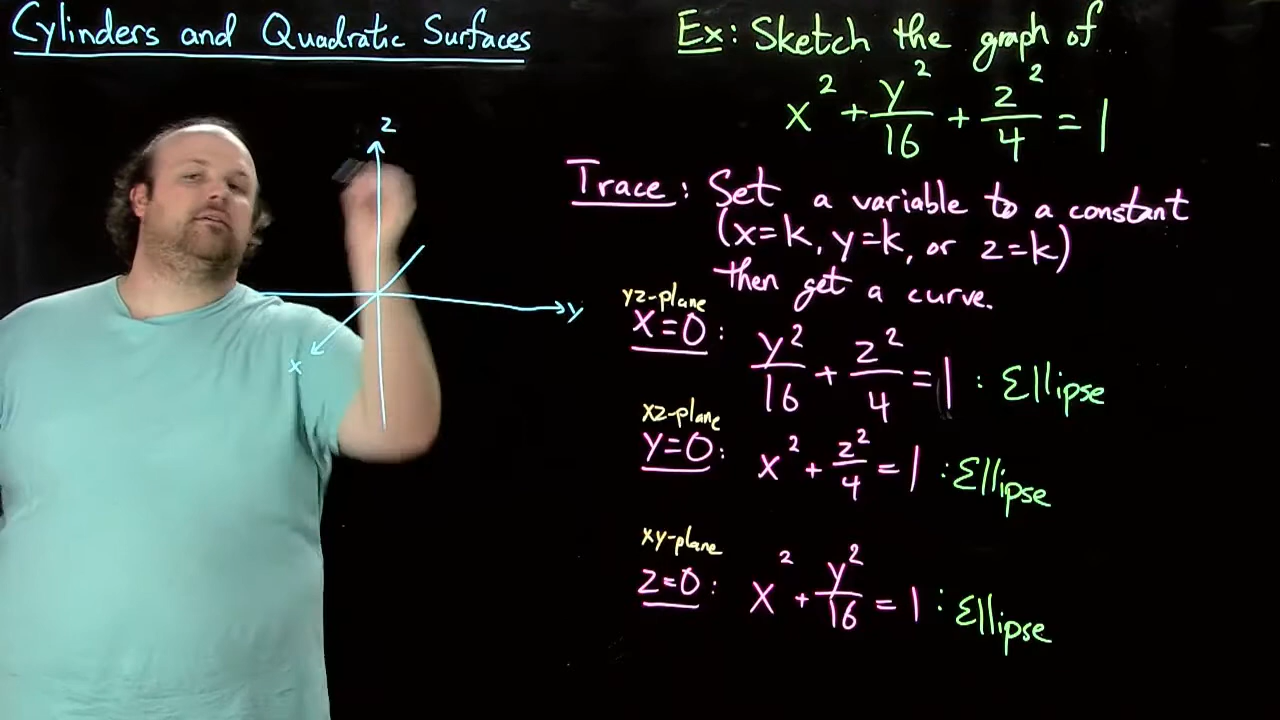 Cylinders and Quadratic Surfaces
z
y
x
Ex: Sketch the graph of
x² + y²/16 + z²/4 = 1
Trace: Set a variable to a constant
(x=k, y=k, or z=k)
then get a curve.
yz-plane
x=0: y²/16 + z²/4 = 1 : Ellipse
xz-plane
y=0: x² + z²/4 = 1 : Ellipse
xy-plane
z=0: x² + y²/16 = 1 : Ellipse